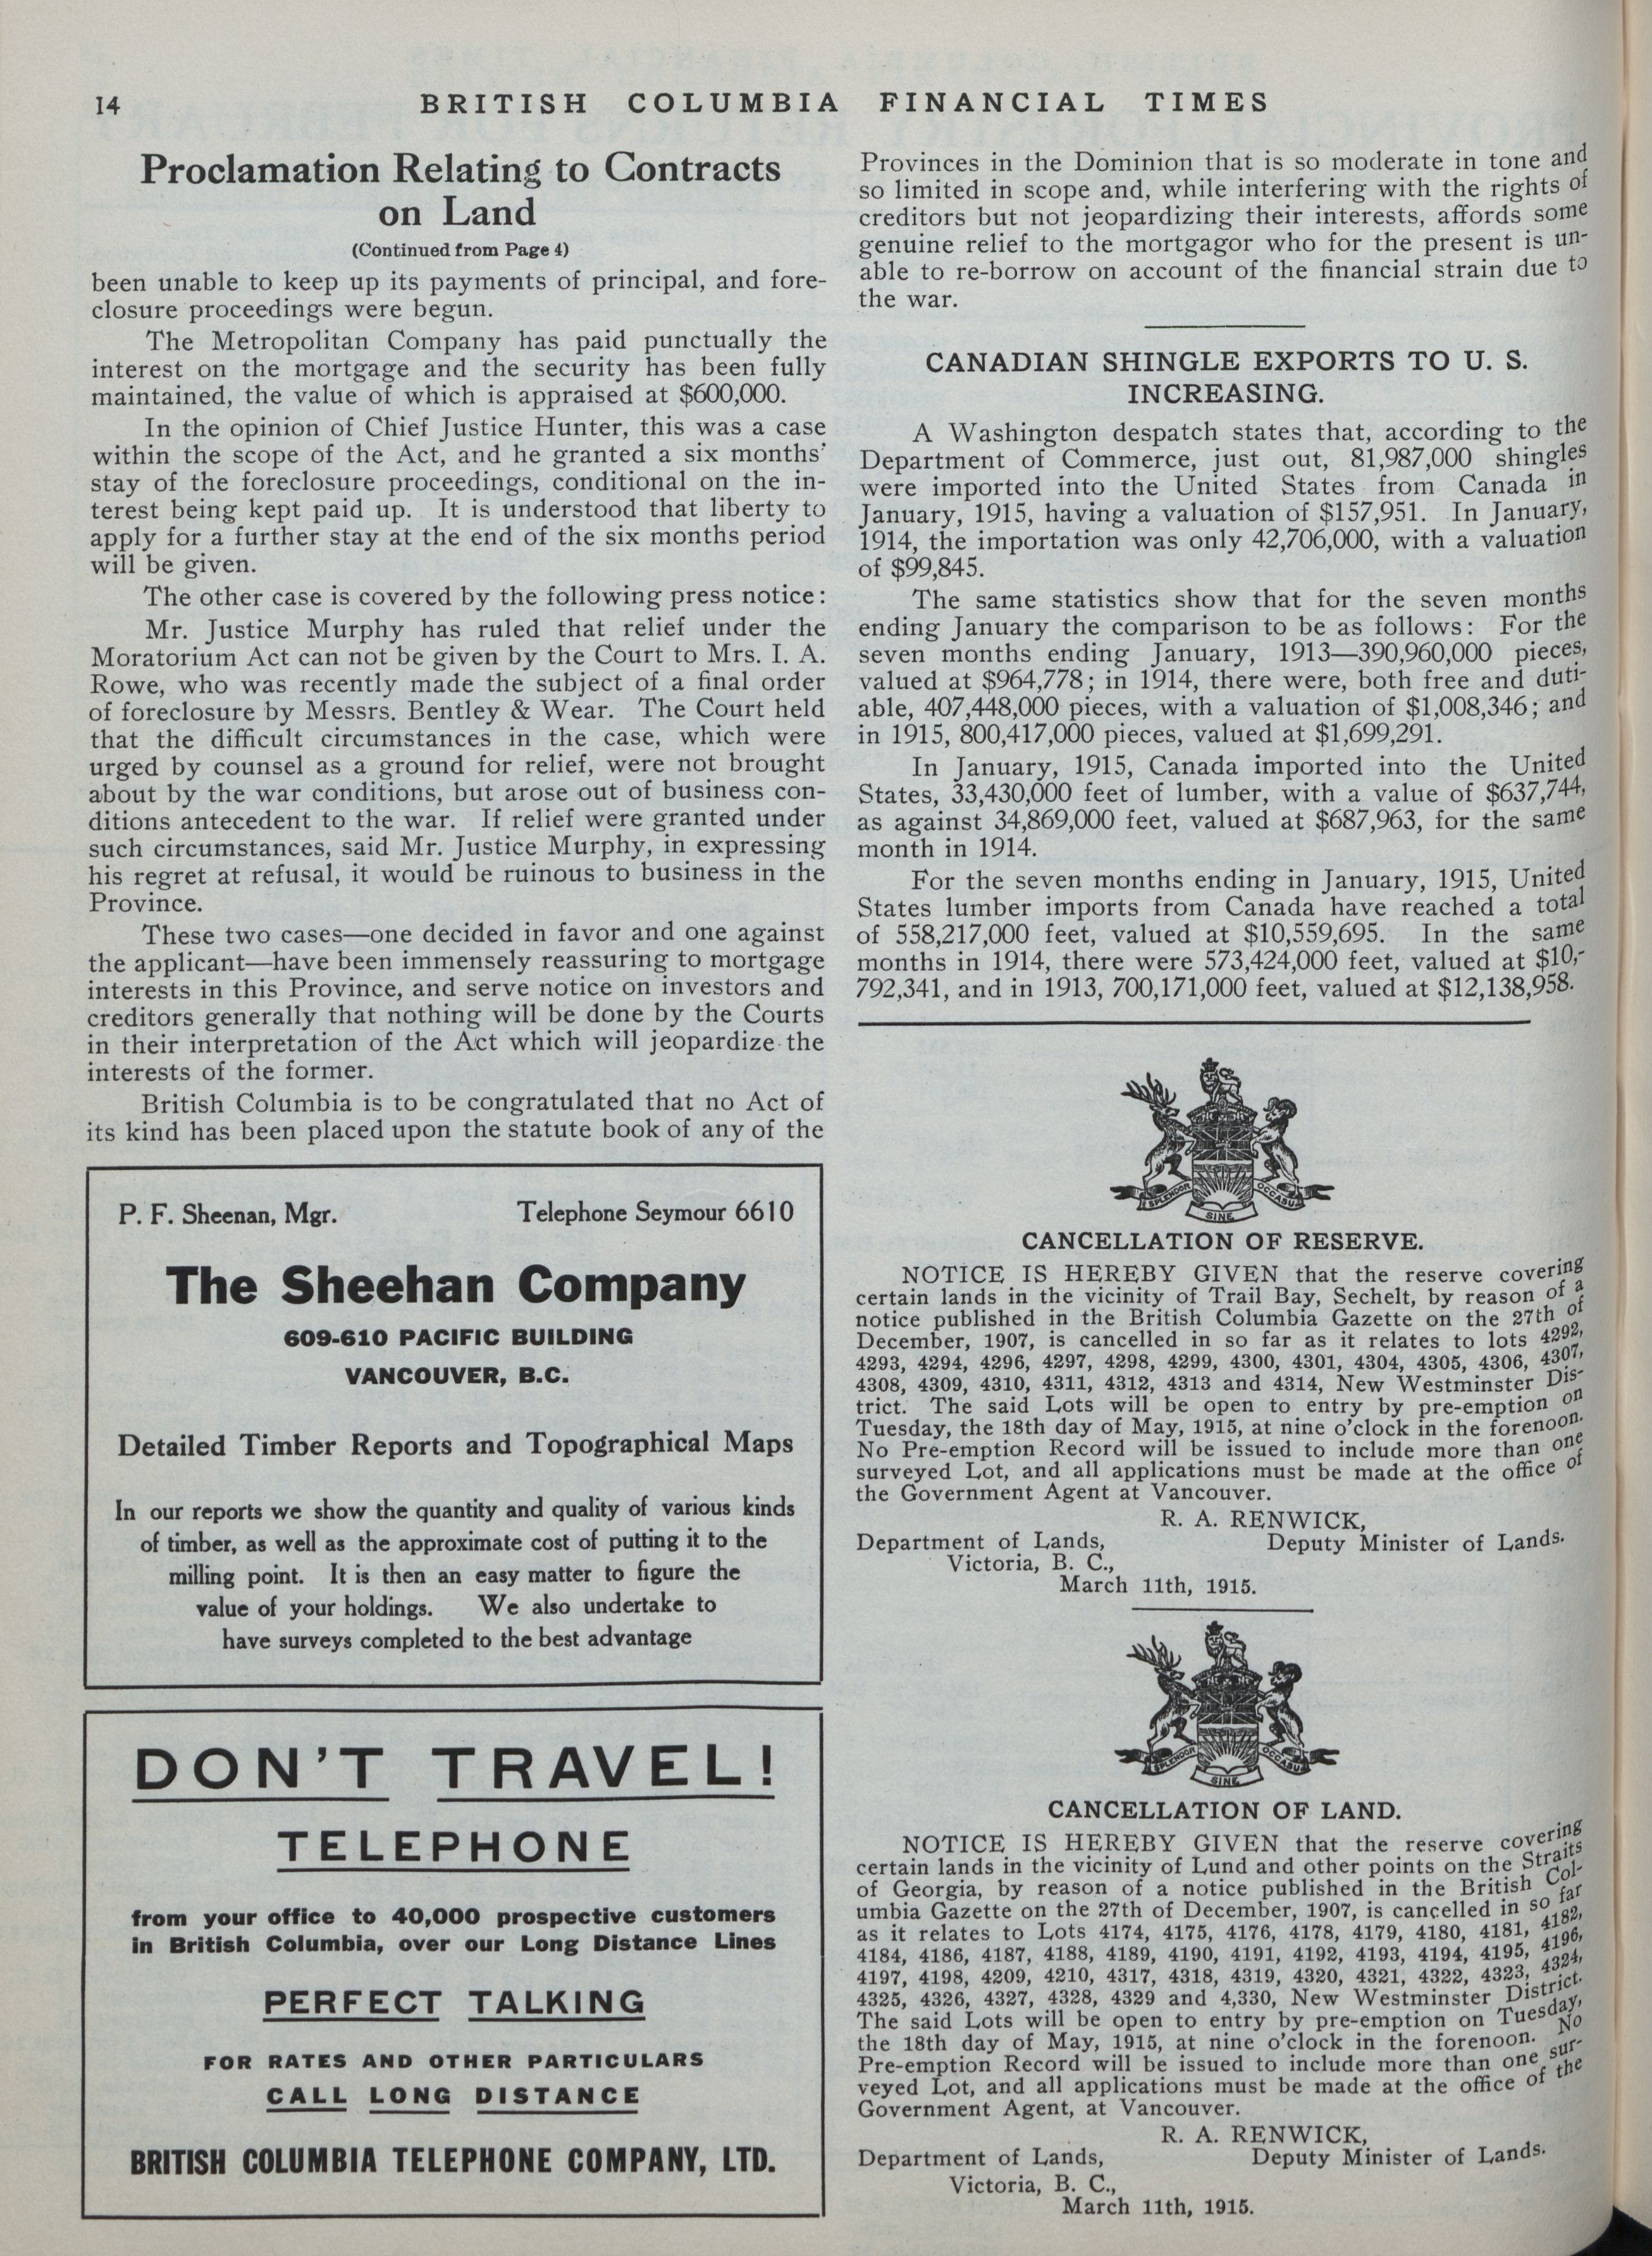 14
BRITISH COLUMBIA FINANCIAL TIMES
Proclamation Relating to Contracts
on Land
(Continued from Page 4)
been unable to keep up its payments of principal, and fore-
closure proceedings were begun.
The Metropolitan Company has paid punctually the
interest on the mortgage and the security has been fully
maintained, the value of which is appraised at $600,000.
In the opinion of Chief Justice Hunter, this was a case
within the scope of the Act, and he granted a six months'
stay of the foreclosure proceedings, conditional on the in-
terest being kept paid up. It is understood that liberty to
apply for a further stay at the end of the six months period
will be given.
The other case is covered by the following press notice:
Mr. Justice Murphy has ruled that relief under the
Moratorium Act can not be given by the Court to Mrs. I. A.
Rowe, who was recently made the subject of a final order
of foreclosure by Messrs. Bentley & Wear. The Court held
that the difficult circumstances in the case, which were
urged by counsel as a ground for relief, were not brought
about by the war conditions, but arose out of business con-
ditions antecedent to the war. If relief were granted under
such circumstances, said Mr. Justice Murphy, in expressing
his regret at refusal, it would be ruinous to business in the
Province.
These two cases—one decided in favor and one against
the applicant—have been immensely reassuring to mortgage
interests in this Province, and serve notice on investors and
creditors generally that nothing will be done by the Courts
in their interpretation of the Act which will jeopardize the
interests of the former.
British Columbia is to be congratulated that no Act of
its kind has been placed upon the statute book of any of the
P. F. Sheenan, Mgr. Telephone Seymour 6610
The Sheehan Company
609-610 PACIFIC BUILDING
VANCOUVER, B.C.
Detailed Timber Reports and Topographical Maps
In our reports we show the quantity and quality of various kinds
of timber, as well as the approximate cost of putting it to the
milling point. It is then an easy matter to figure the
value of your holdings. We also undertake to
have surveys completed to the best advantage
DON'T TRAVEL!
TELEPHONE
from your office to 40,000 prospective customers
in British Columbia, over our Long Distance Lines
PERFECT TALKING
FOR RATES AND OTHER PARTICULARS
CALL LONG DISTANCE
BRITISH COLUMBIA TELEPHONE COMPANY, LTD.
Provinces in the Dominion that is so moderate in tone and
so limited in scope and, while interfering with the rights of
creditors but not jeopardizing their interests, affords some
genuine relief to the mortgagor who for the present is un-
able to re-borrow on account of the financial strain due to
the war.
CANADIAN SHINGLE EXPORTS TO U. S.
INCREASING.
A Washington despatch states that, according to the
Department of Commerce, just out, 81,987,000 shingles
were imported into the United States from Canada in
January, 1915, having a valuation of $157,951. In January,
1914, the importation was only 42,706,000, with a valuation
of $99,845.
The same statistics show that for the seven months
ending January the comparison to be as follows: For the
seven months ending January, 1913—390,960,000 pieces,
valued at $964,778; in 1914, there were, both free and duti-
able, 407,448,000 pieces, with a valuation of $1,008,346; and
in 1915, 800,417,000 pieces, valued at $1,699,291.
In January, 1915, Canada imported into the United
States, 33,430,000 feet of lumber, with a value of $637,744,
as against 34,869,000 feet, valued at $687,963, for the same
month in 1914.
For the seven months ending in January, 1915, United
States lumber imports from Canada have reached a total
of 558,217,000 feet, valued at $10,559,695. In the same
months in 1914, there were 573,424,000 feet, valued at $10,-
792,341, and in 1913, 700,171,000 feet, valued at $12,138,958.
SPLENDOR SINE OCCASU
CANCELLATION OF RESERVE.
NOTICE IS HEREBY GIVEN that the reserve covering
certain lands in the vicinity of Trail Bay, Sechelt, by reason of a
notice published in the British Columbia Gazette on the 27th of
December, 1907, is cancelled in so far as it relates to lots 4292,
4293, 4294, 4296, 4297, 4298, 4299, 4300, 4301, 4304, 4305, 4306, 4307,
4308, 4309, 4310, 4311, 4312, 4313 and 4314, New Westminster Dis-
trict. The said Lots will be open to entry by pre-emption on
Tuesday, the 18th day of May, 1915, at nine o'clock in the forenoon.
No Pre-emption Record will be issued to include more than one
surveyed Lot, and all applications must be made at the office of
the Government Agent at Vancouver.
R. A. RENWICK,
Department of Lands, Deputy Minister of Lands.
Victoria, B. C.,
March 11th, 1915.
SPLENDOR SINE OCCASU
CANCELLATION OF LAND.
NOTICE IS HEREBY GIVEN that the reserve covering
certain lands in the vicinity of Lund and other points on the Straits
of Georgia, by reason of a notice published in the British Col-
umbia Gazette on the 27th of December, 1907, is cancelled in so far
as it relates to Lots 4174, 4175, 4176, 4178, 4179, 4180, 4181, 4182,
4184, 4186, 4187, 4188, 4189, 4190, 4191, 4192, 4193, 4194, 4195, 4196,
4197, 4198, 4209, 4210, 4317, 4318, 4319, 4320, 4321, 4322, 4323, 4324,
4325, 4326, 4327, 4328, 4329 and 4,330, New Westminster District.
The said Lots will be open to entry by pre-emption on Tuesday,
the 18th day of May, 1915, at nine o'clock in the forenoon. No
Pre-emption Record will be issued to include more than one sur-
veyed Lot, and all applications must be made at the office of the
Government Agent, at Vancouver.
R. A. RENWICK,
Department of Lands, Deputy Minister of Lands.
Victoria, B. C.,
March 11th, 1915.